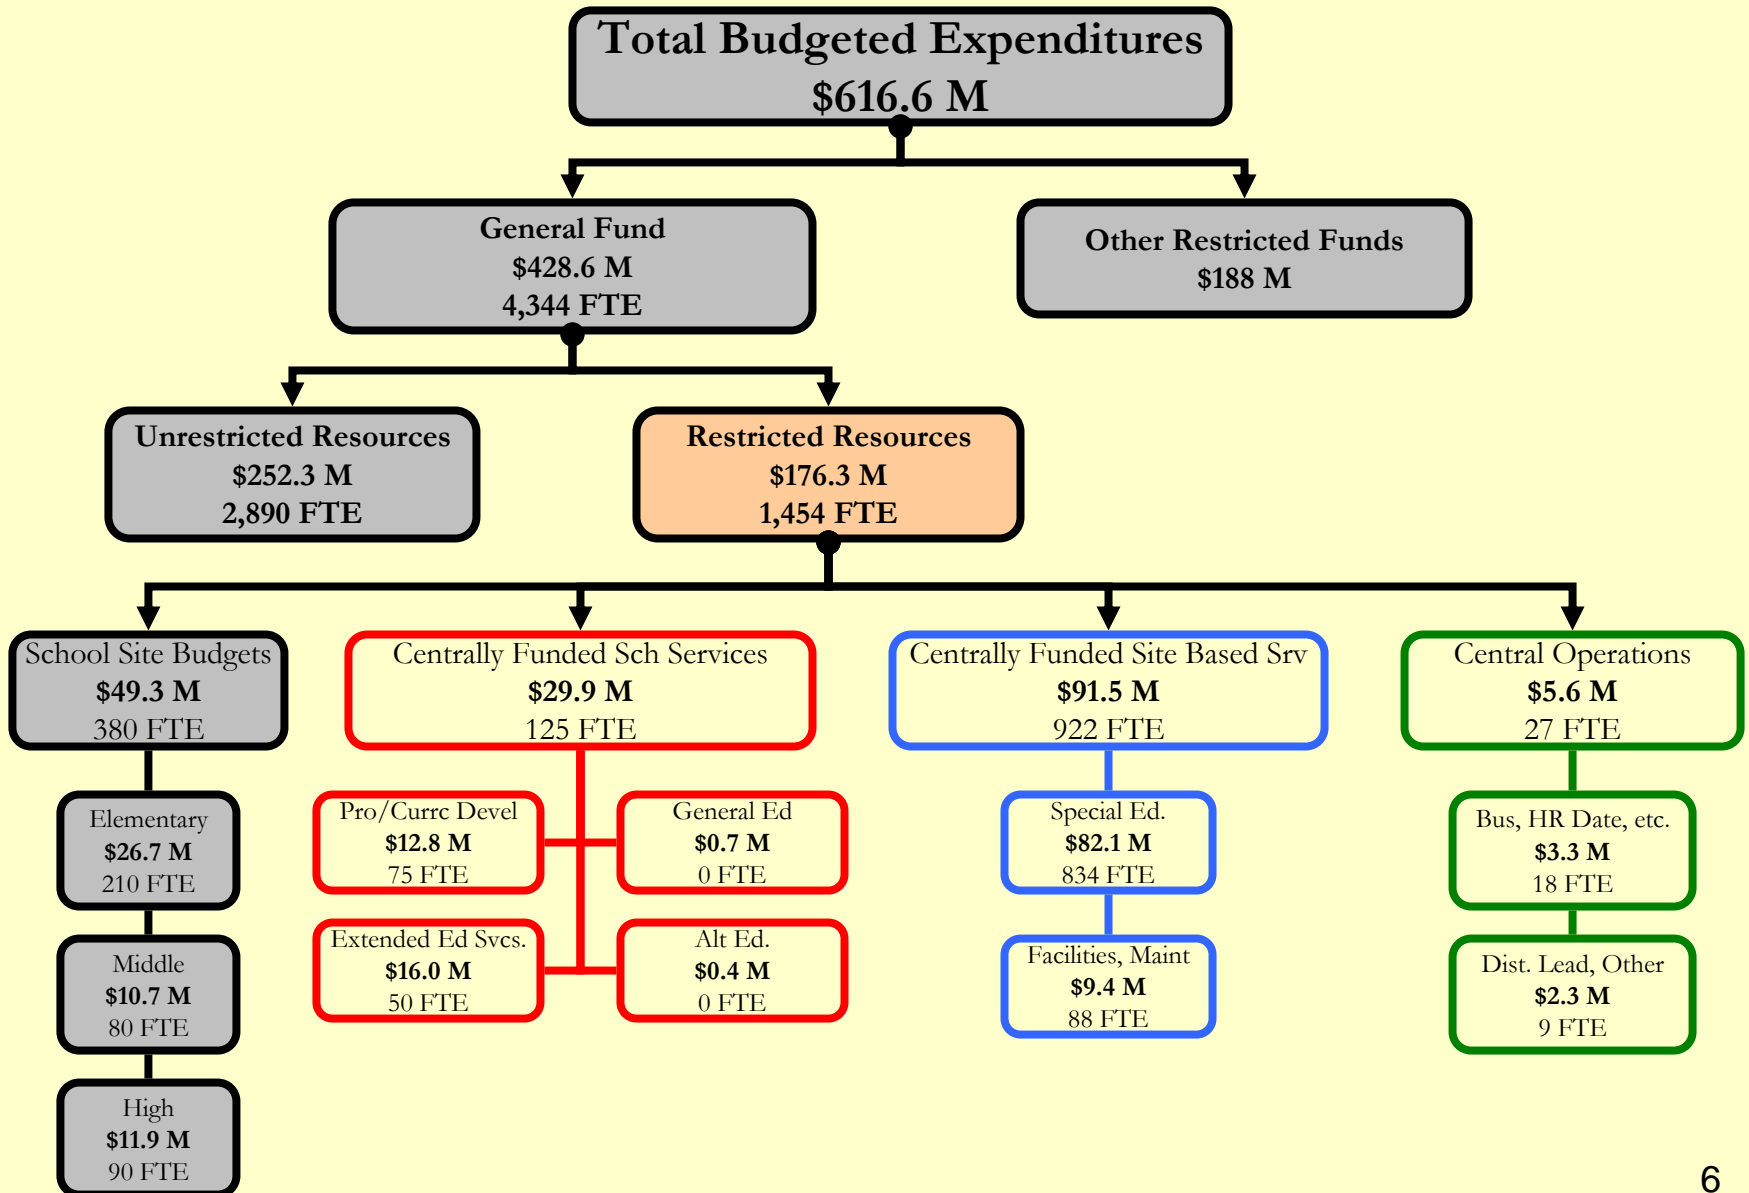 Total Budgeted Expenditures
$616.6 M
General Fund
$428.6 M
4,344 FTE
Other Restricted Funds
$188 M
Unrestricted Resources
$252.3 M
2,890 FTE
Restricted Resources
$176.3 M
1,454 FTE
School Site Budgets
$49.3 M
380 FTE
Centrally Funded Sch Services
$29.9 M
125 FTE
Centrally Funded Site Based Srv
$91.5 M
922 FTE
Central Operations
$5.6 M
27 FTE
Elementary
$26.7 M
210 FTE
Pro/Currc Devel
$12.8 M
75 FTE
General Ed
$0.7 M
0 FTE
Special Ed.
$82.1 M
834 FTE
Bus, HR Date, etc.
$3.3 M
18 FTE
Middle
$10.7 M
80 FTE
Extended Ed Svcs.
$16.0 M
50 FTE
Alt Ed.
$0.4 M
0 FTE
Facilities, Maint
$9.4 M
88 FTE
Dist. Lead, Other
$2.3 M
9 FTE
High
$11.9 M
90 FTE
6